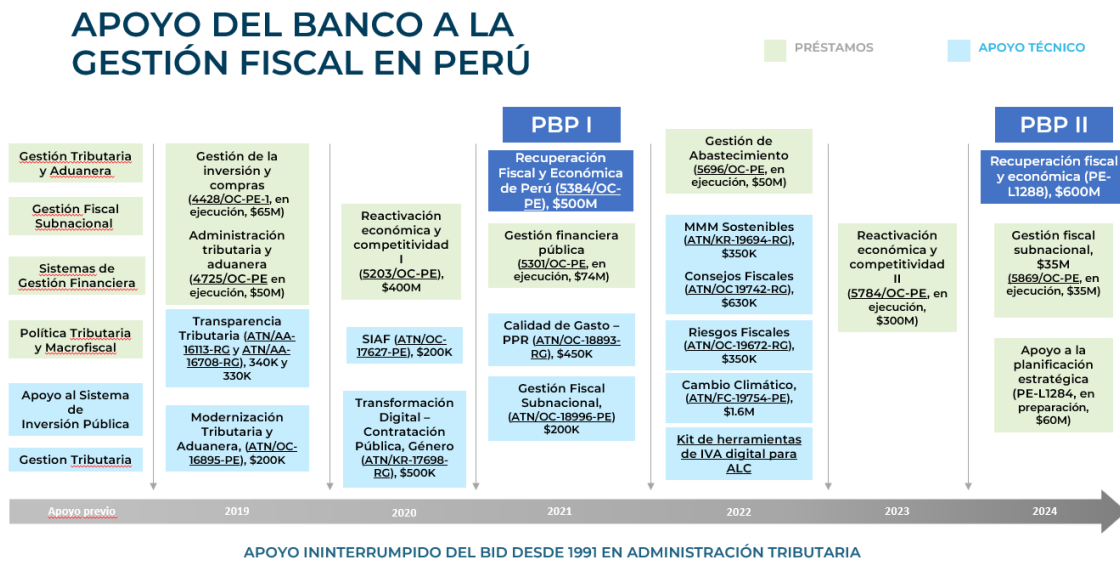 APOYO DEL BANCO A LA
GESTIÓN FISCAL EN PERÚ
PRÉSTAMOS
APOYO TÉCNICO
Gestión Tributaria
y Aduanera
Gestión Fiscal
Subnacional
Sistemas de
Gestión Financiera
Política Tributaria
y Macrofiscal
Apoyo al Sistema
de
Inversión Pública
Gestion Tributaria
Gestión de la
inversión y
compras
(4428/OC-PE-1, en
ejecución, $65M)
Administración
tributaria y
aduanera
(4725/OC-PE en
ejecución, $50M)
Transparencia
Tributaria (ATN/AA-
16113-RG y ATN/AA-
16708-RG), 340K y
330K
Modernización
Tributaria y
Aduanera, (ATN/OC-
16895-PE), $200K
Reactivación
económica y
competitividad
I
(5203/OC-PE),
$400M
SIAF (ATN/OC-
17627-PE), $200K
Transformación
Digital –
Contratación
Pública, Género
(ATN/KR-17698-
RG), $500K
PBP I
Recuperación
Fiscal y Económica
de Perú (5384/OC-
PE), $500M
Gestión financiera
pública
(5301/OC-PE, en
ejecución, $74M)
Calidad de Gasto –
PPR (ATN/OC-18893-
RG), $450K
Gestión Fiscal
Subnacional,
(ATN/OC-18996-PE)
$200K
Gestión de
Abastecimiento
(5696/OC-PE, en
ejecución, $50M)
MMM Sostenibles
(ATN/KR-19694-RG),
$350K
Consejos Fiscales
(ATN/OC 19742-RG),
$630K
Riesgos Fiscales
(ATN/OC-19672-RG),
$350K
Cambio Climático,
(ATN/FC-19754-PE),
$1.6M
Kit de herramientas
de IVA digital para
ALC
Reactivación
económica y
competitividad
II
(5784/OC-PE, en
ejecución,
$300M)
PBP II
Recuperación fiscal
y económica (PE-
L1288), $600M
Gestión fiscal
subnacional,
$35M
(5869/OC-PE, en
ejecución, $35M)
Apoyo a la
planificación
estratégica
(PE-L1284, en
preparación,
$60M)
Apoyo previo
2019
2020
2021
2022
2023
2024
APOYO ININTERRUMPIDO DEL BID DESDE 1991 EN ADMINISTRACIÓN TRIBUTARIA